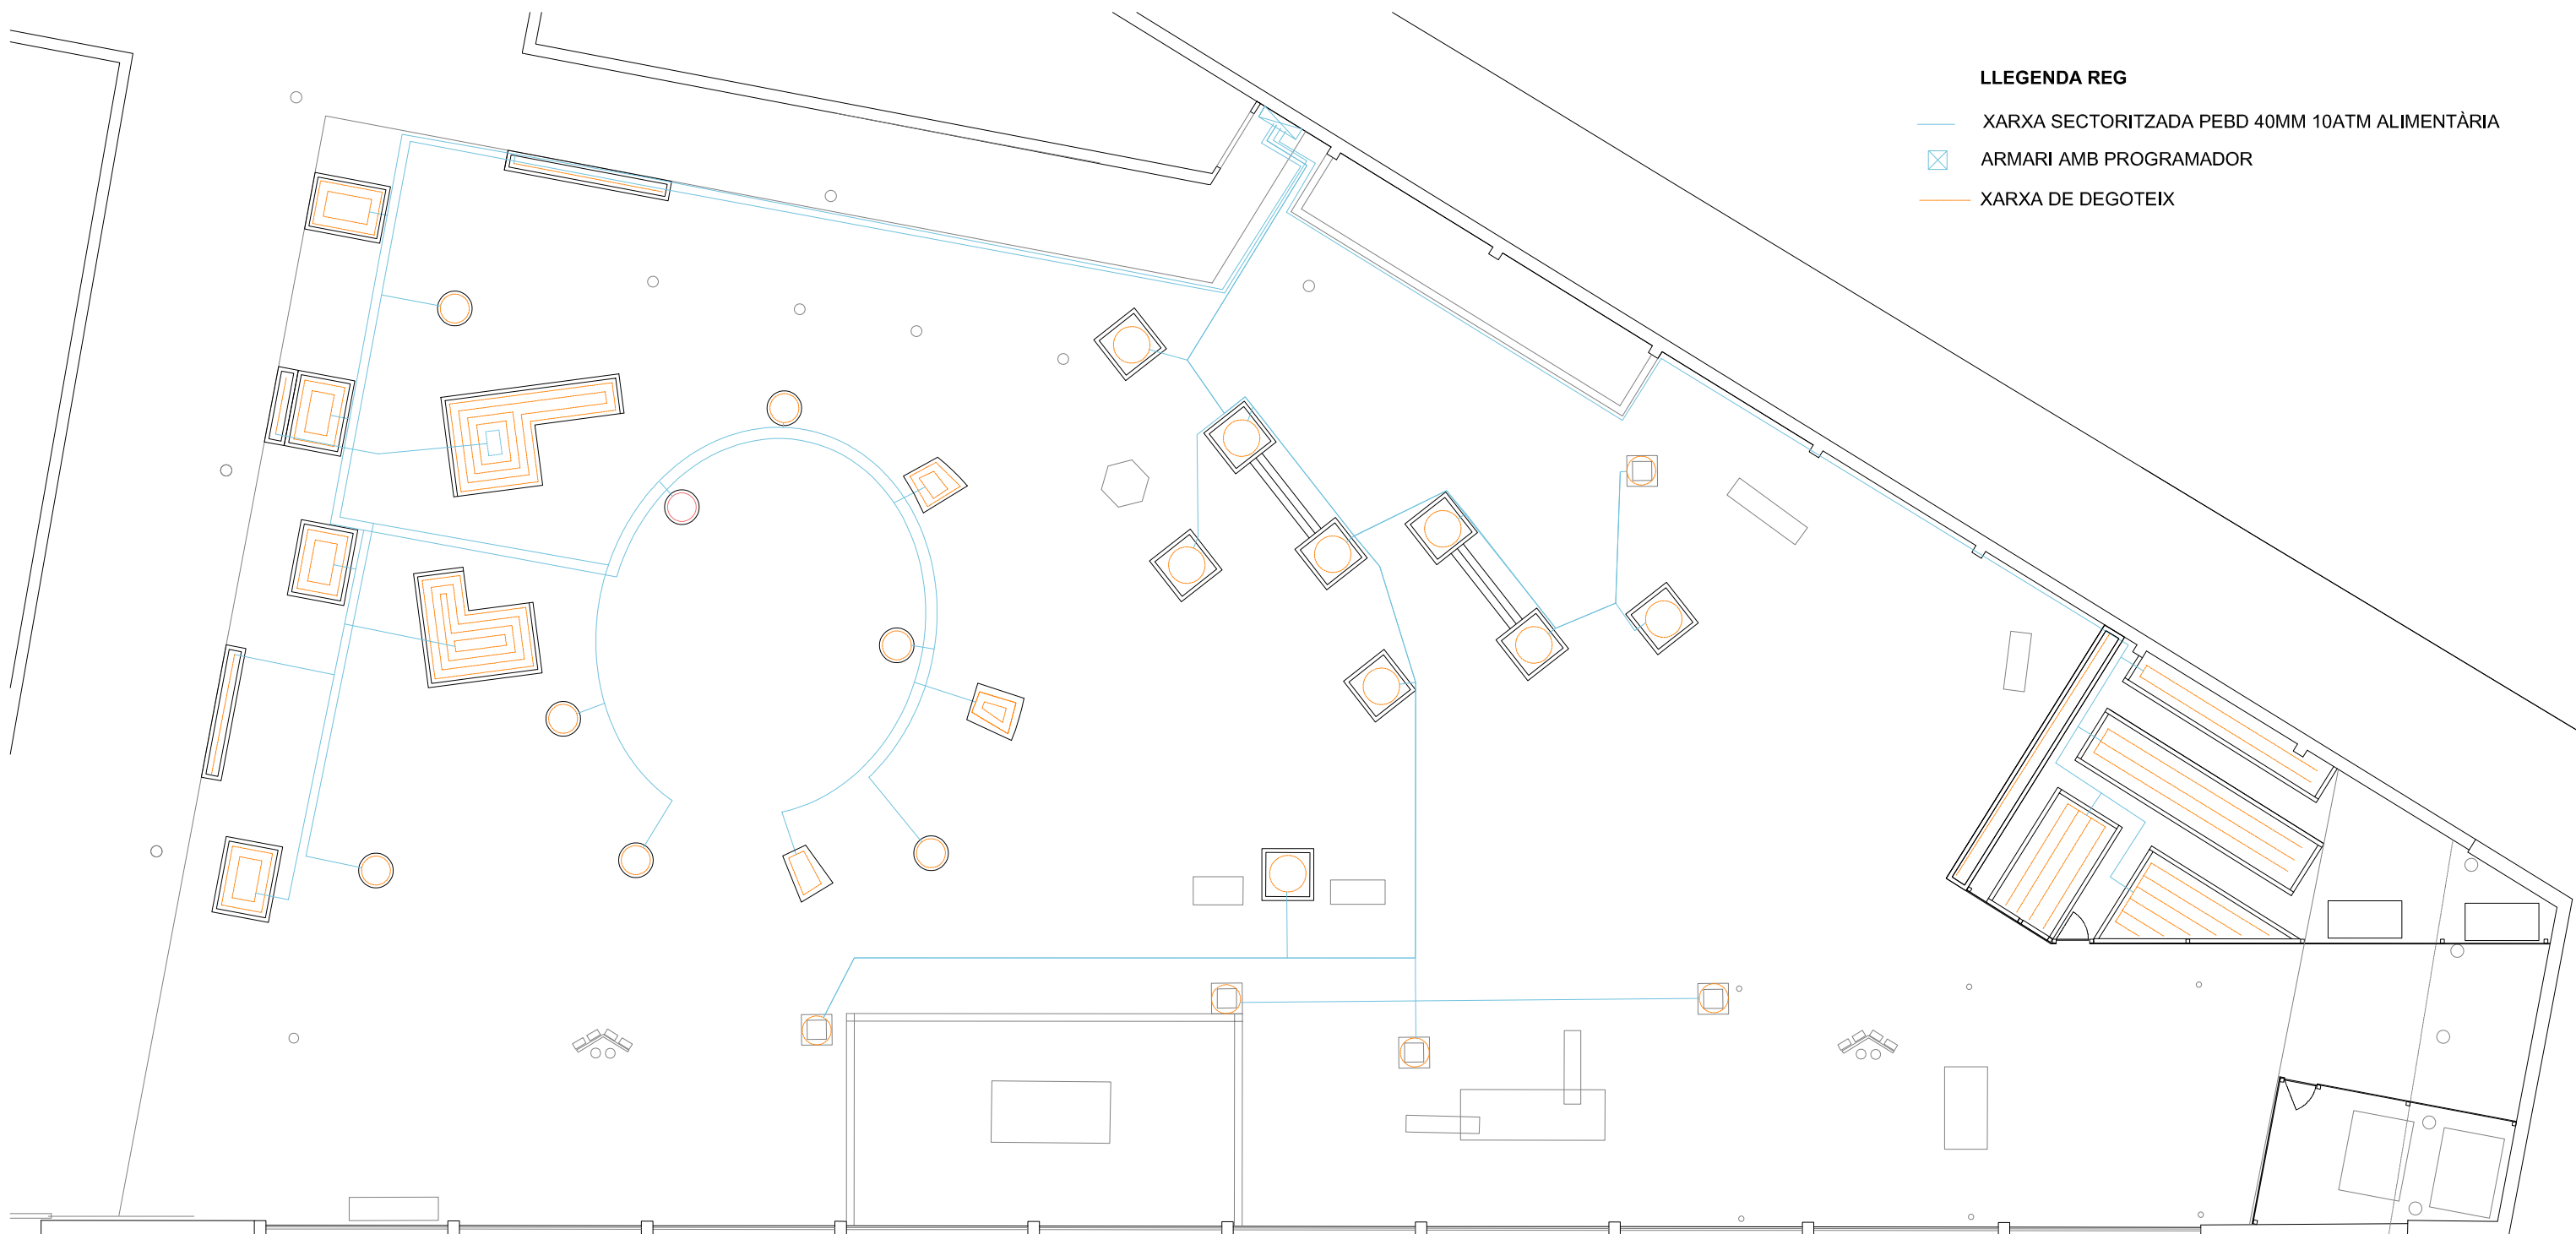 LLEGENDA REG
XARXA SECTORITZADA PEBD 40MM 10ATM ALIMENTÀRIA
ARMARI AMB PROGRAMADOR
XARXA DE DEGOTEIX